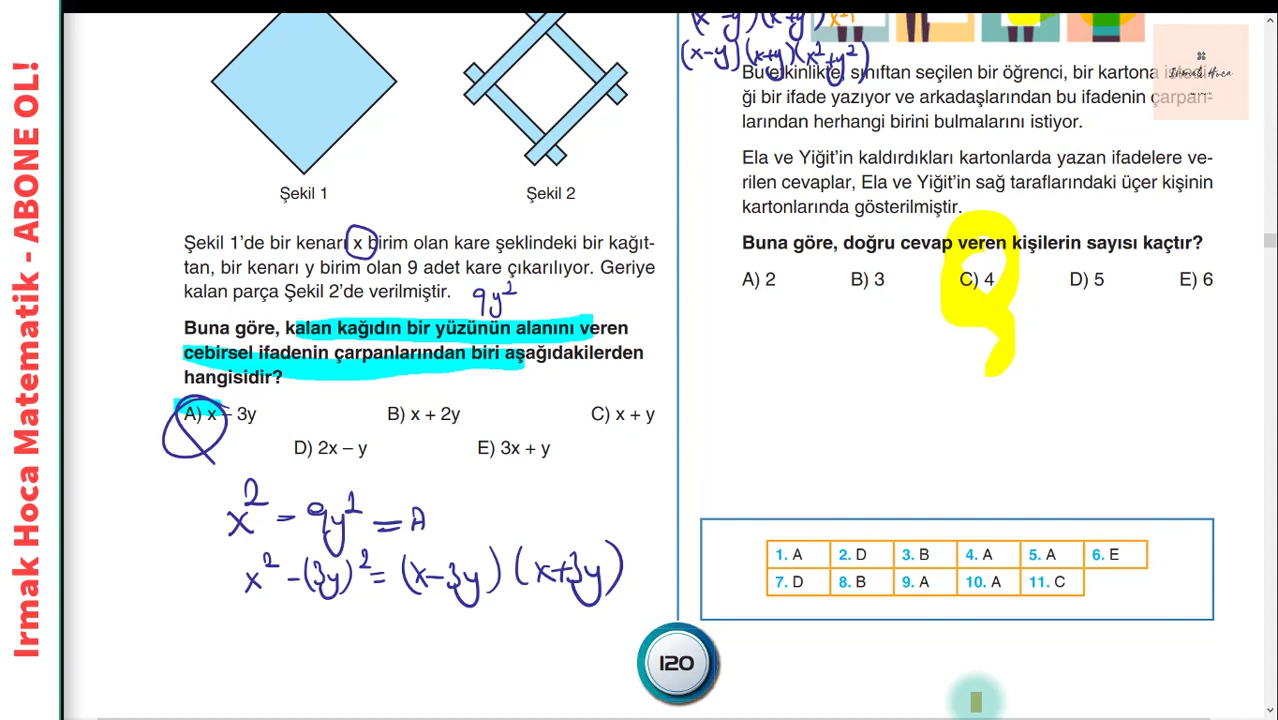 Irmak Hoca Matematik - ABONE OL!
Şekil 1
Şekil 2
Şekil 1'de bir kenarı x birim olan kare şeklindeki bir kağıt-
tan, bir kenarı y birim olan 9 adet kare çıkarılıyor. Geriye
kalan parça Şekil 2'de verilmiştir.
9y²
Buna göre, kalan kağıdın bir yüzünün alanını veren
cebirsel ifadenin çarpanlarından biri aşağıdakilerden
hangisidir?
A) x – 3y
B) x + 2y
C) x + y
D) 2x – y
E) 3x + y
x² - 9y² = A
x² - (3y)² = (x-3y) (x+3y)
(x-y)(x+y)(x²+y²)
Irmak Hoca
Bu etkinlikte, sınıftan seçilen bir öğrenci, bir kartona
ği bir ifade yazıyor ve arkadaşlarından bu ifadenin çarpan-
larından herhangi birini bulmalarını istiyor.
Ela ve Yiğit'in kaldırdıkları kartonlarda yazan ifadelere ve-
rilen cevaplar, Ela ve Yiğit'in sağ taraflarındaki üçer kişinin
kartonlarında gösterilmiştir.
Buna göre, doğru cevap veren kişilerin sayısı kaçtır?
A) 2
B) 3
C) 4
D) 5
E) 6
1. A 2. D 3. B 4. A 5. A 6. E
7. D 8. B 9. A 10. A 11. C
120